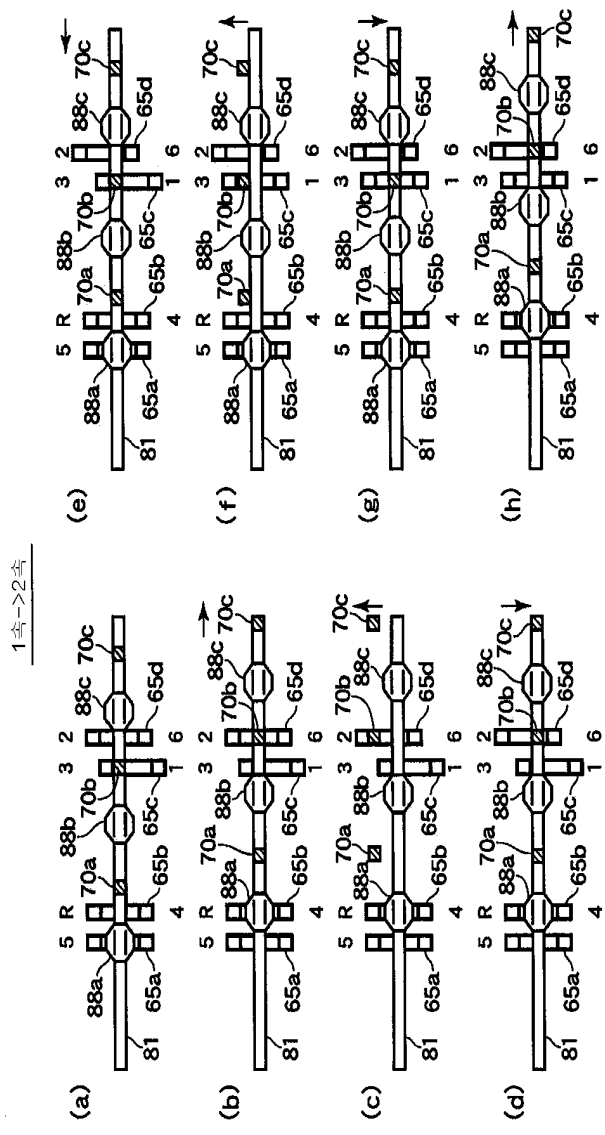 1속->2속
(a)
5 R 3 2
70a 70b 88c 70c
88a 88b
81 65a 65b 65c 65d
4 1 6
(b)
5 R 3 2
88a 70a 88b 70b 88c 70c
81 65a 65b 65c 65d
4 1 6
(c)
5 R 3 2
88a 70a 88b 70b 88c 70c
81 65a 65b 65c 65d
4 1 6
(d)
5 R 3 2
88a 70a 88b 70b 88c 70c
81 65a 65b 65c 65d
4 1 6
(e)
5 R 3 2
70a 88b 70b 88c 70c
81 88a 65a 65b 65c 65d
4 1 6
(f)
5 R 3 2
70a 88b 70b 88c 70c
81 88a 65a 65b 65c 65d
4 1 6
(g)
5 R 3 2
70a 88b 70b 88c 70c
81 88a 65a 65b 65c 65d
4 1 6
(h)
5 R 3 2
88a 70a 88b 70b 88c 70c
81 65a 65b 65c 65d
4 1 6